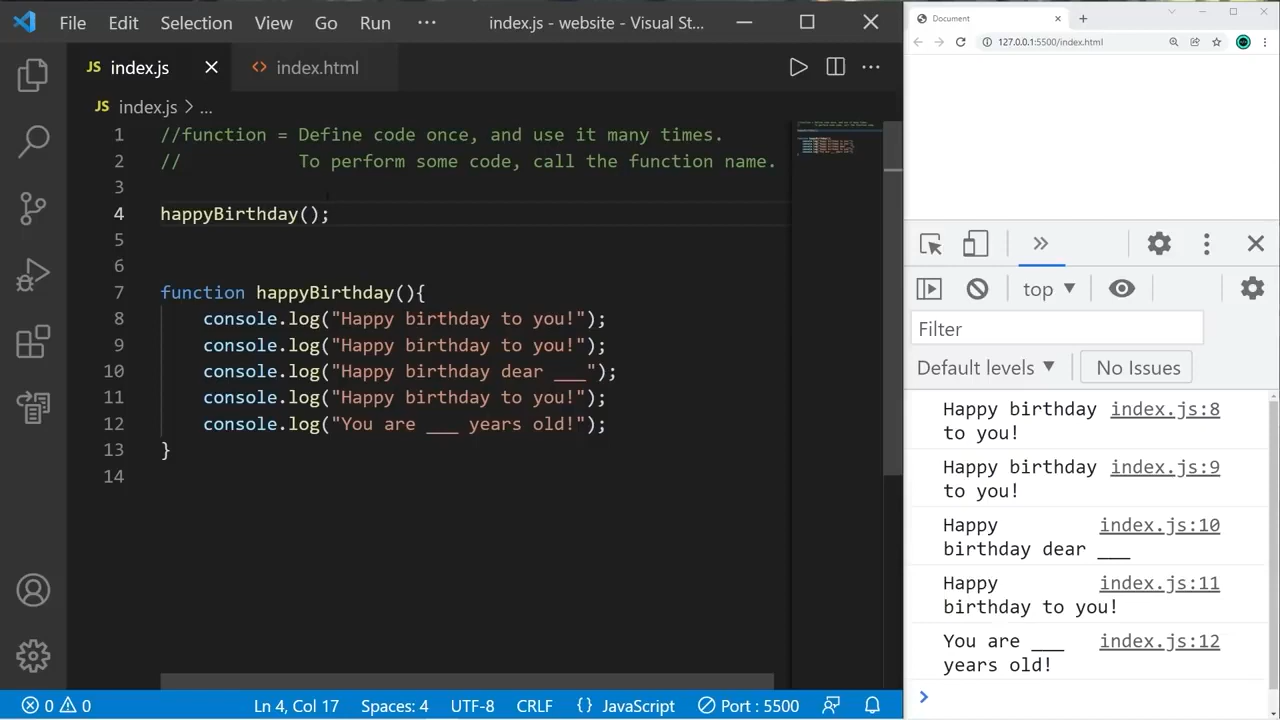 File Edit Selection View Go Run ··· index.js - website - Visual St...
JS index.js index.html
JS index.js > ...
1 //function = Define code once, and use it many times.
2 // To perform some code, call the function name.
3
4 happyBirthday();
5
6
7 function happyBirthday(){
8 console.log("Happy birthday to you!");
9 console.log("Happy birthday to you!");
10 console.log("Happy birthday dear ___");
11 console.log("Happy birthday to you!");
12 console.log("You are ___ years old!");
13 }
14
0 0 Ln 4, Col 17 Spaces: 4 UTF-8 CRLF {} JavaScript Port : 5500
Document
127.0.0.1:5500/index.html
top
Filter
Default levels No Issues
Happy birthday index.js:8
to you!
Happy birthday index.js:9
to you!
Happy index.js:10
birthday dear ___
Happy index.js:11
birthday to you!
You are ___ index.js:12
years old!